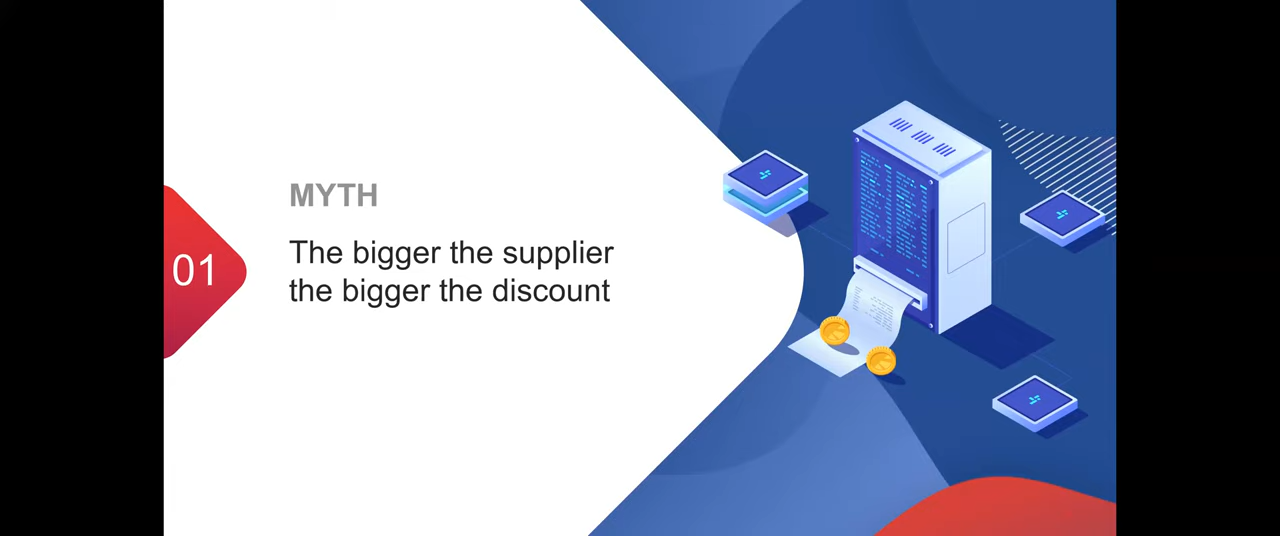 MYTH
The bigger the supplier
the bigger the discount
01